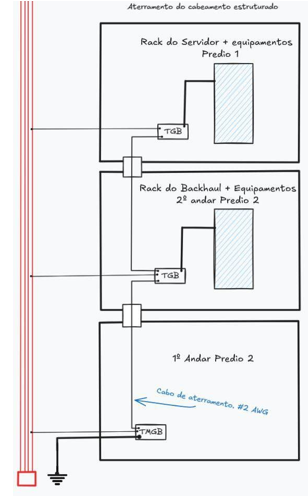 Aterramento do cabeamento estruturado
Rack do Servidor + equipamentos
Predio 1
TGB
Rack do Backhaul + Equipamentos
2º andar Predio 2
TGB
1º Andar Predio 2
Cabo de aterramento, #2 AWG
TMGB